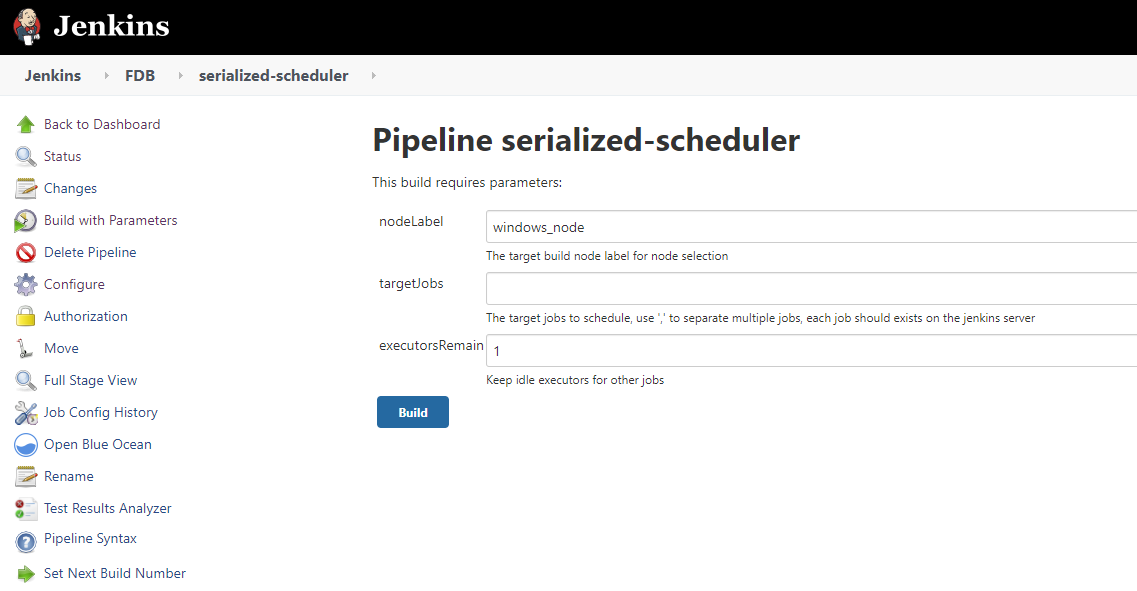 Jenkins
Jenkins FDB serialized-scheduler
Back to Dashboard
Status
Changes
Build with Parameters
Delete Pipeline
Configure
Authorization
Move
Full Stage View
Job Config History
Open Blue Ocean
Rename
Test Results Analyzer
Pipeline Syntax
Set Next Build Number
Pipeline serialized-scheduler
This build requires parameters:
nodeLabel
windows_node
The target build node label for node selection
targetJobs
The target jobs to schedule, use ',' to separate multiple jobs, each job should exists on the jenkins server
executorsRemain
1
Keep idle executors for other jobs
Build